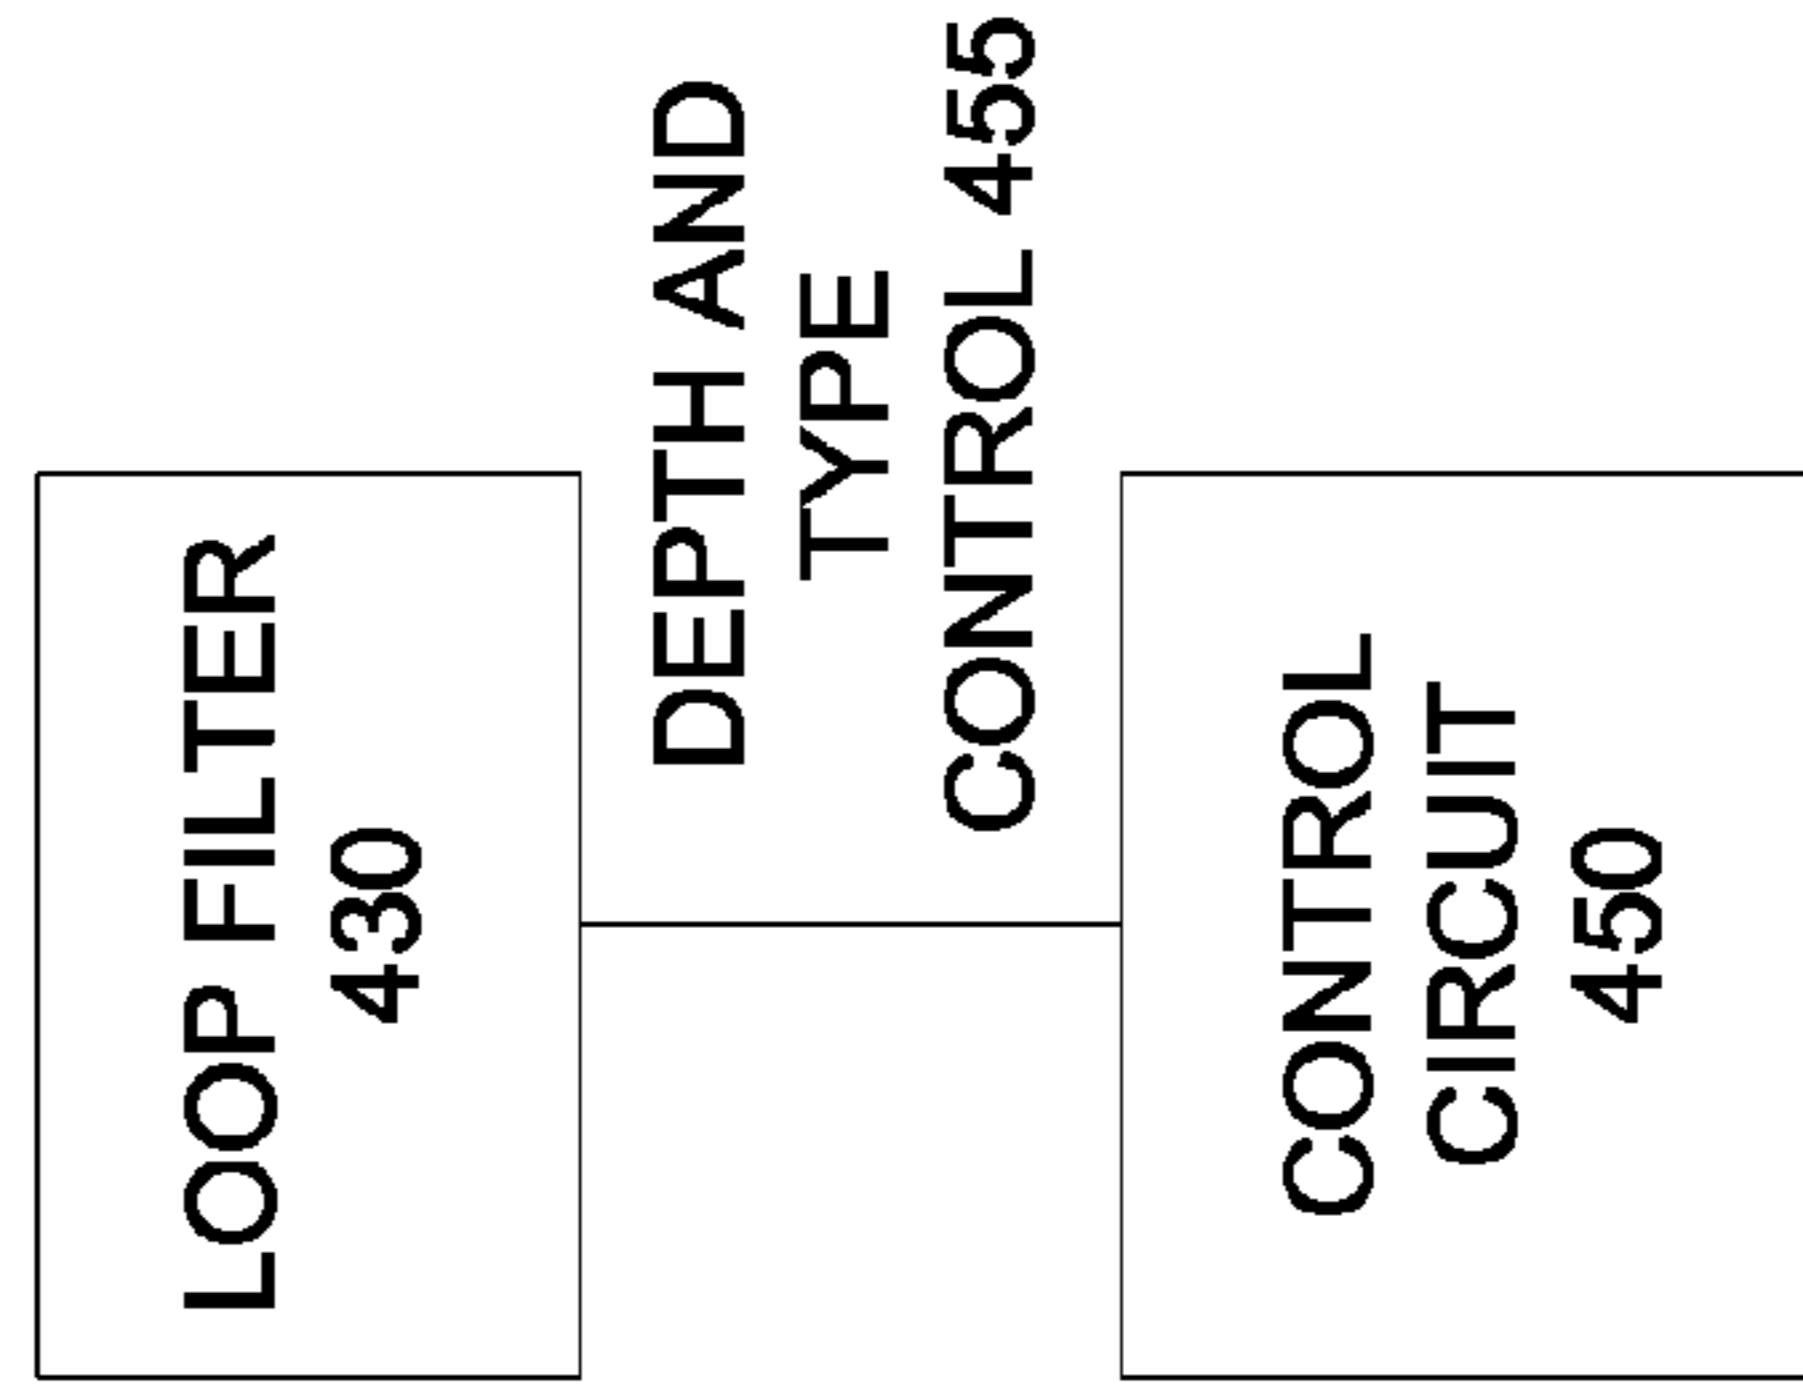 LOOP FILTER
430
DEPTH AND
TYPE
CONTROL 455
CONTROL
CIRCUIT
450